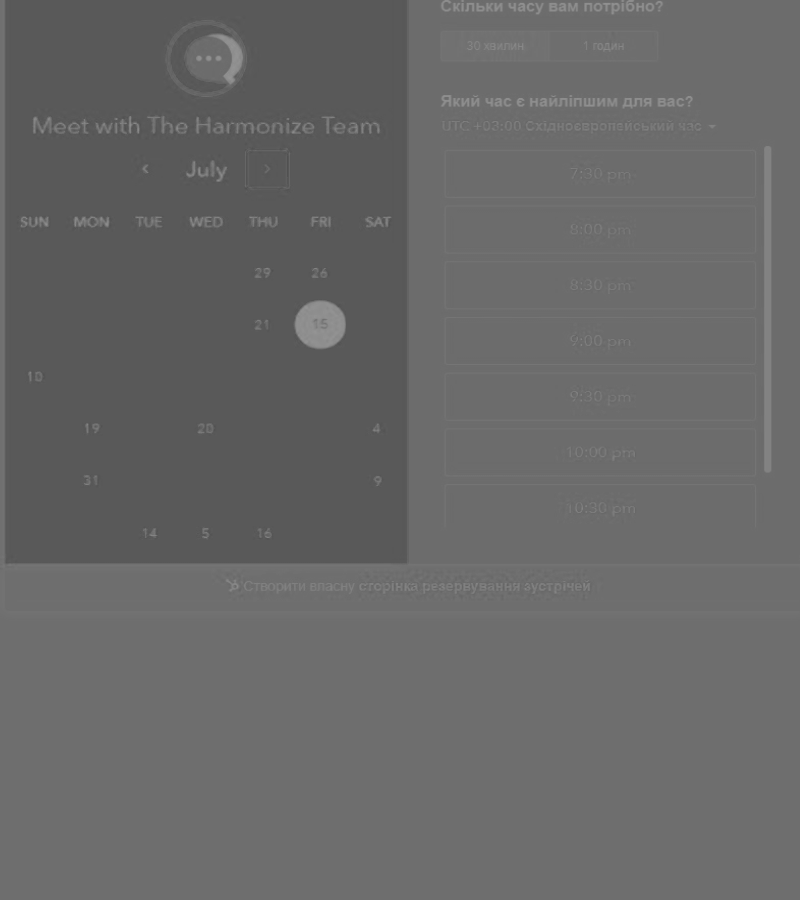 Скільки часу вам потрібно?
30 хвилин 1 годин
Meet with The Harmonize Team
July
SUN MON TUE WED THU FRI SAT
29 26
21 15
10
19 20 4
31 9
14 5 16
Який час є найліпшим для вас?
UTC +03:00 Східноєвропейський час
7:30 pm
8:00 pm
8:30 pm
9:00 pm
9:30 pm
10:00 pm
10:30 pm
Створити власну сторінка резервування зустрічей